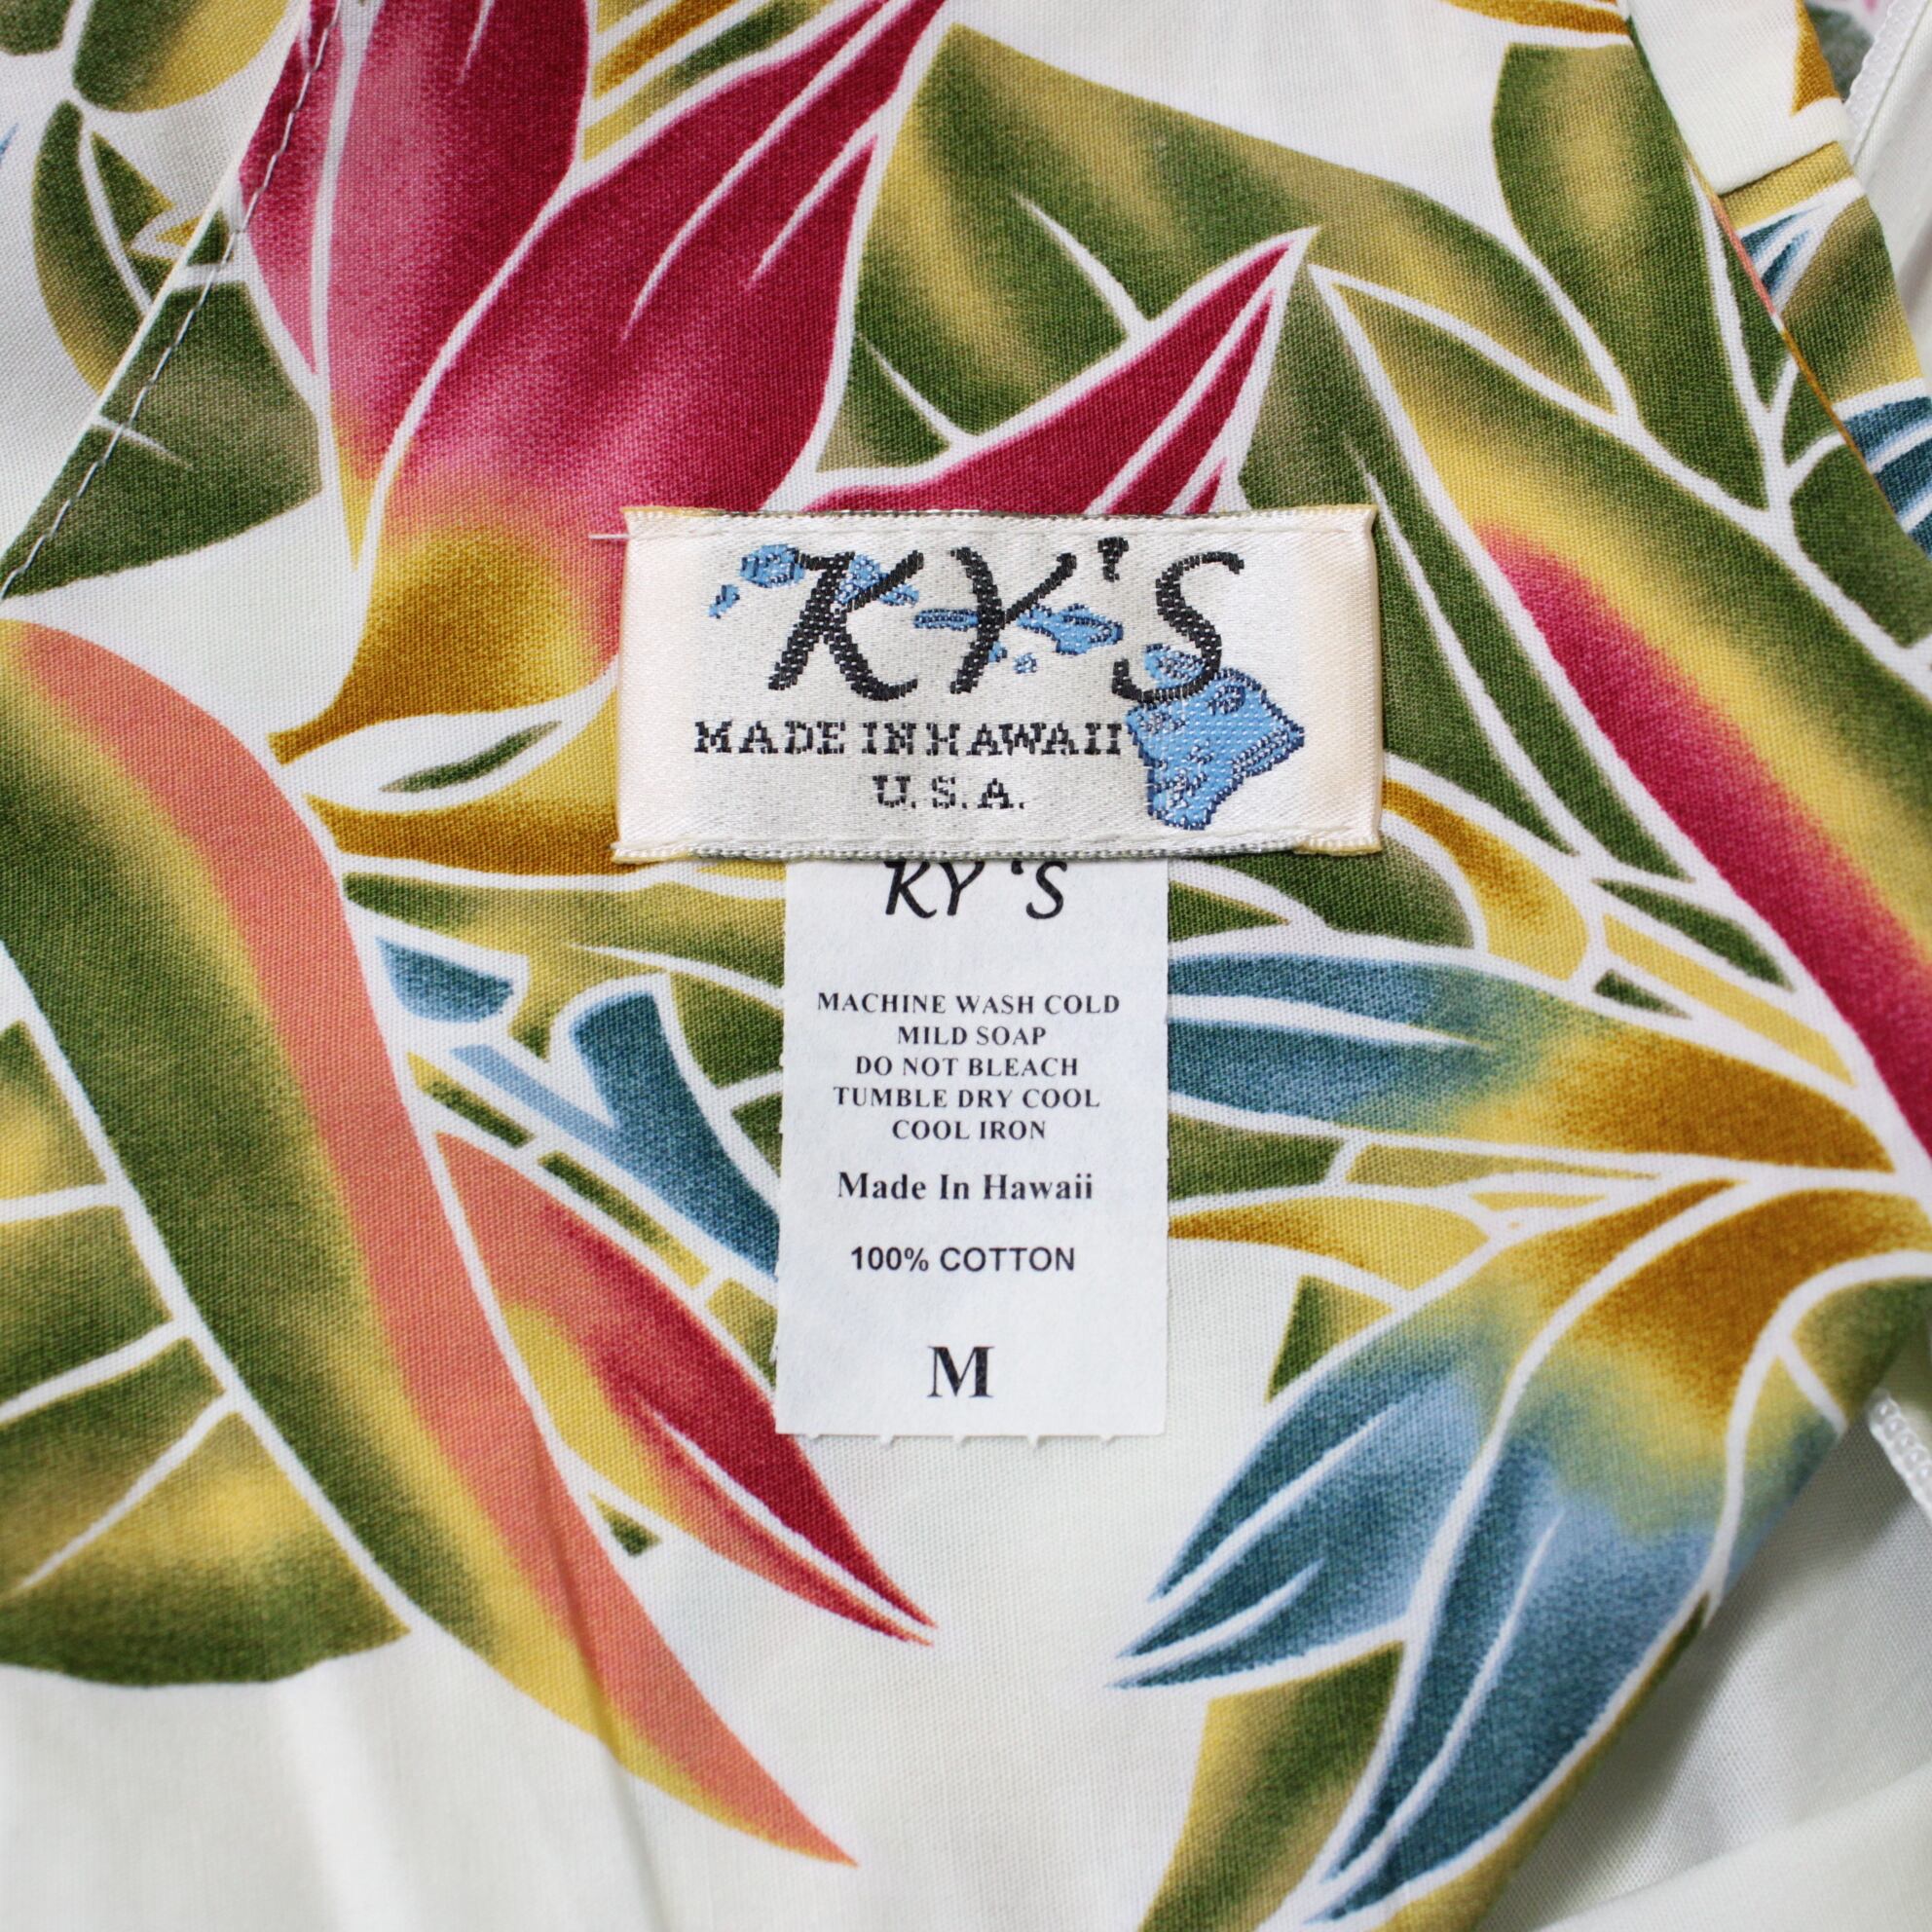 KY'S
MADE IN HAWAII
U.S.A.
KY 'S
MACHINE WASH COLD
MILD SOAP
DO NOT BLEACH
TUMBLE DRY COOL
COOL IRON
Made In Hawaii
100% COTTON
M